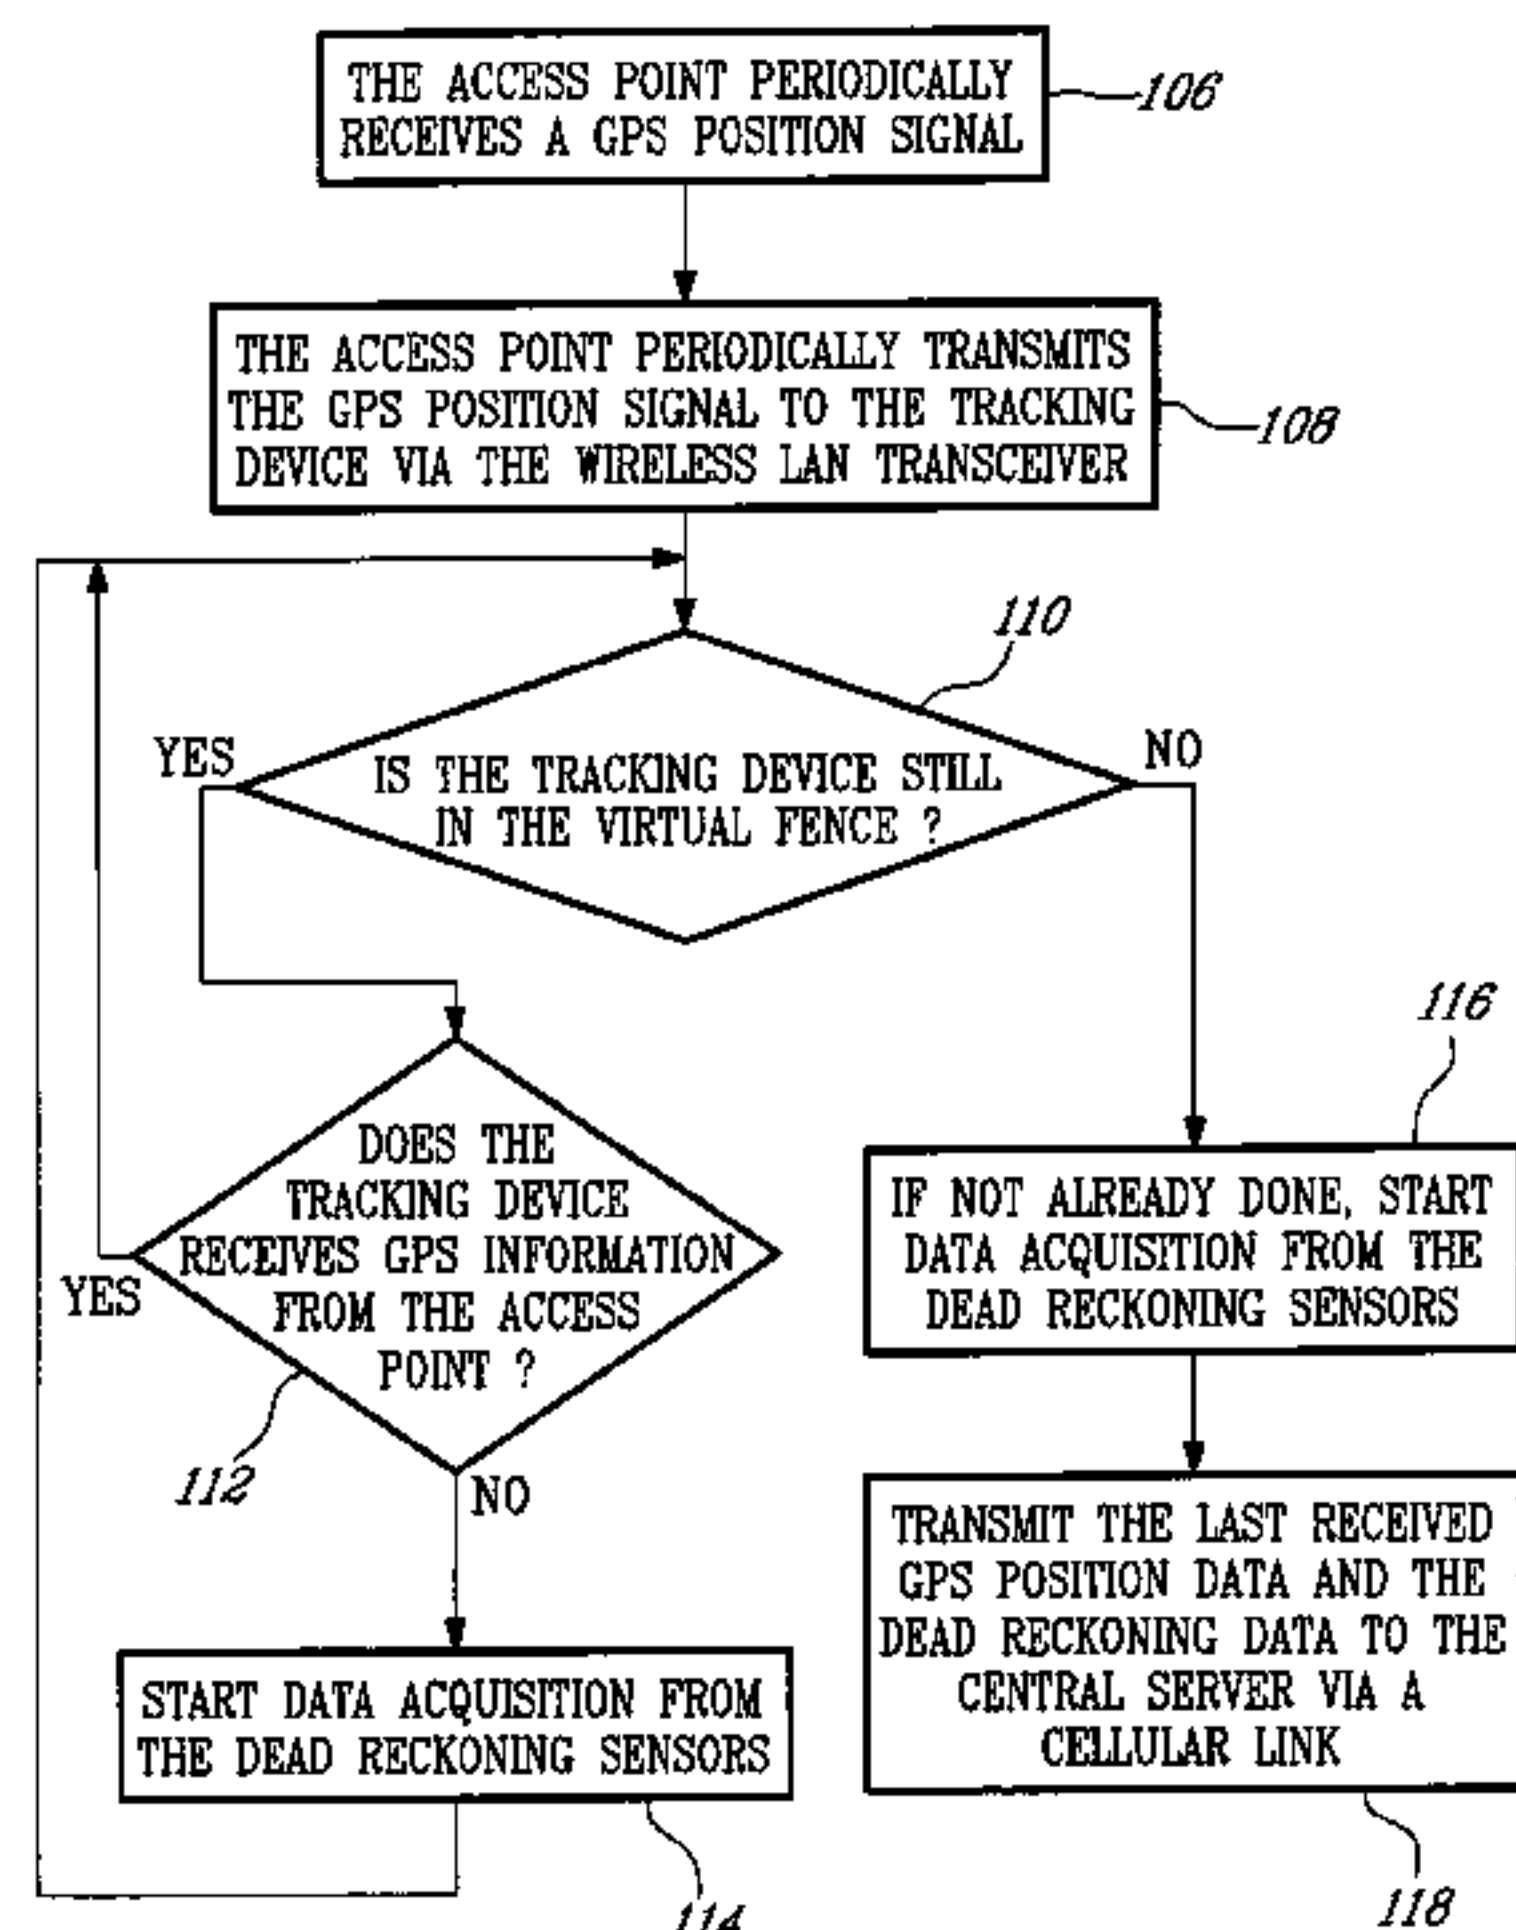 THE ACCESS POINT PERIODICALLY
RECEIVES A GPS POSITION SIGNAL
106
THE ACCESS POINT PERIODICALLY TRANSMITS
THE GPS POSITION SIGNAL TO THE TRACKING
DEVICE VIA THE WIRELESS LAN TRANSCEIVER
108
110
YES
IS THE TRACKING DEVICE STILL
IN THE VIRTUAL FENCE ?
NO
DOES THE
TRACKING DEVICE
RECEIVES GPS INFORMATION
FROM THE ACCESS
POINT ?
YES
112
NO
116
IF NOT ALREADY DONE, START
DATA ACQUISITION FROM THE
DEAD RECKONING SENSORS
START DATA ACQUISITION FROM
THE DEAD RECKONING SENSORS
114
TRANSMIT THE LAST RECEIVED
GPS POSITION DATA AND THE
DEAD RECKONING DATA TO THE
CENTRAL SERVER VIA A
CELLULAR LINK
118